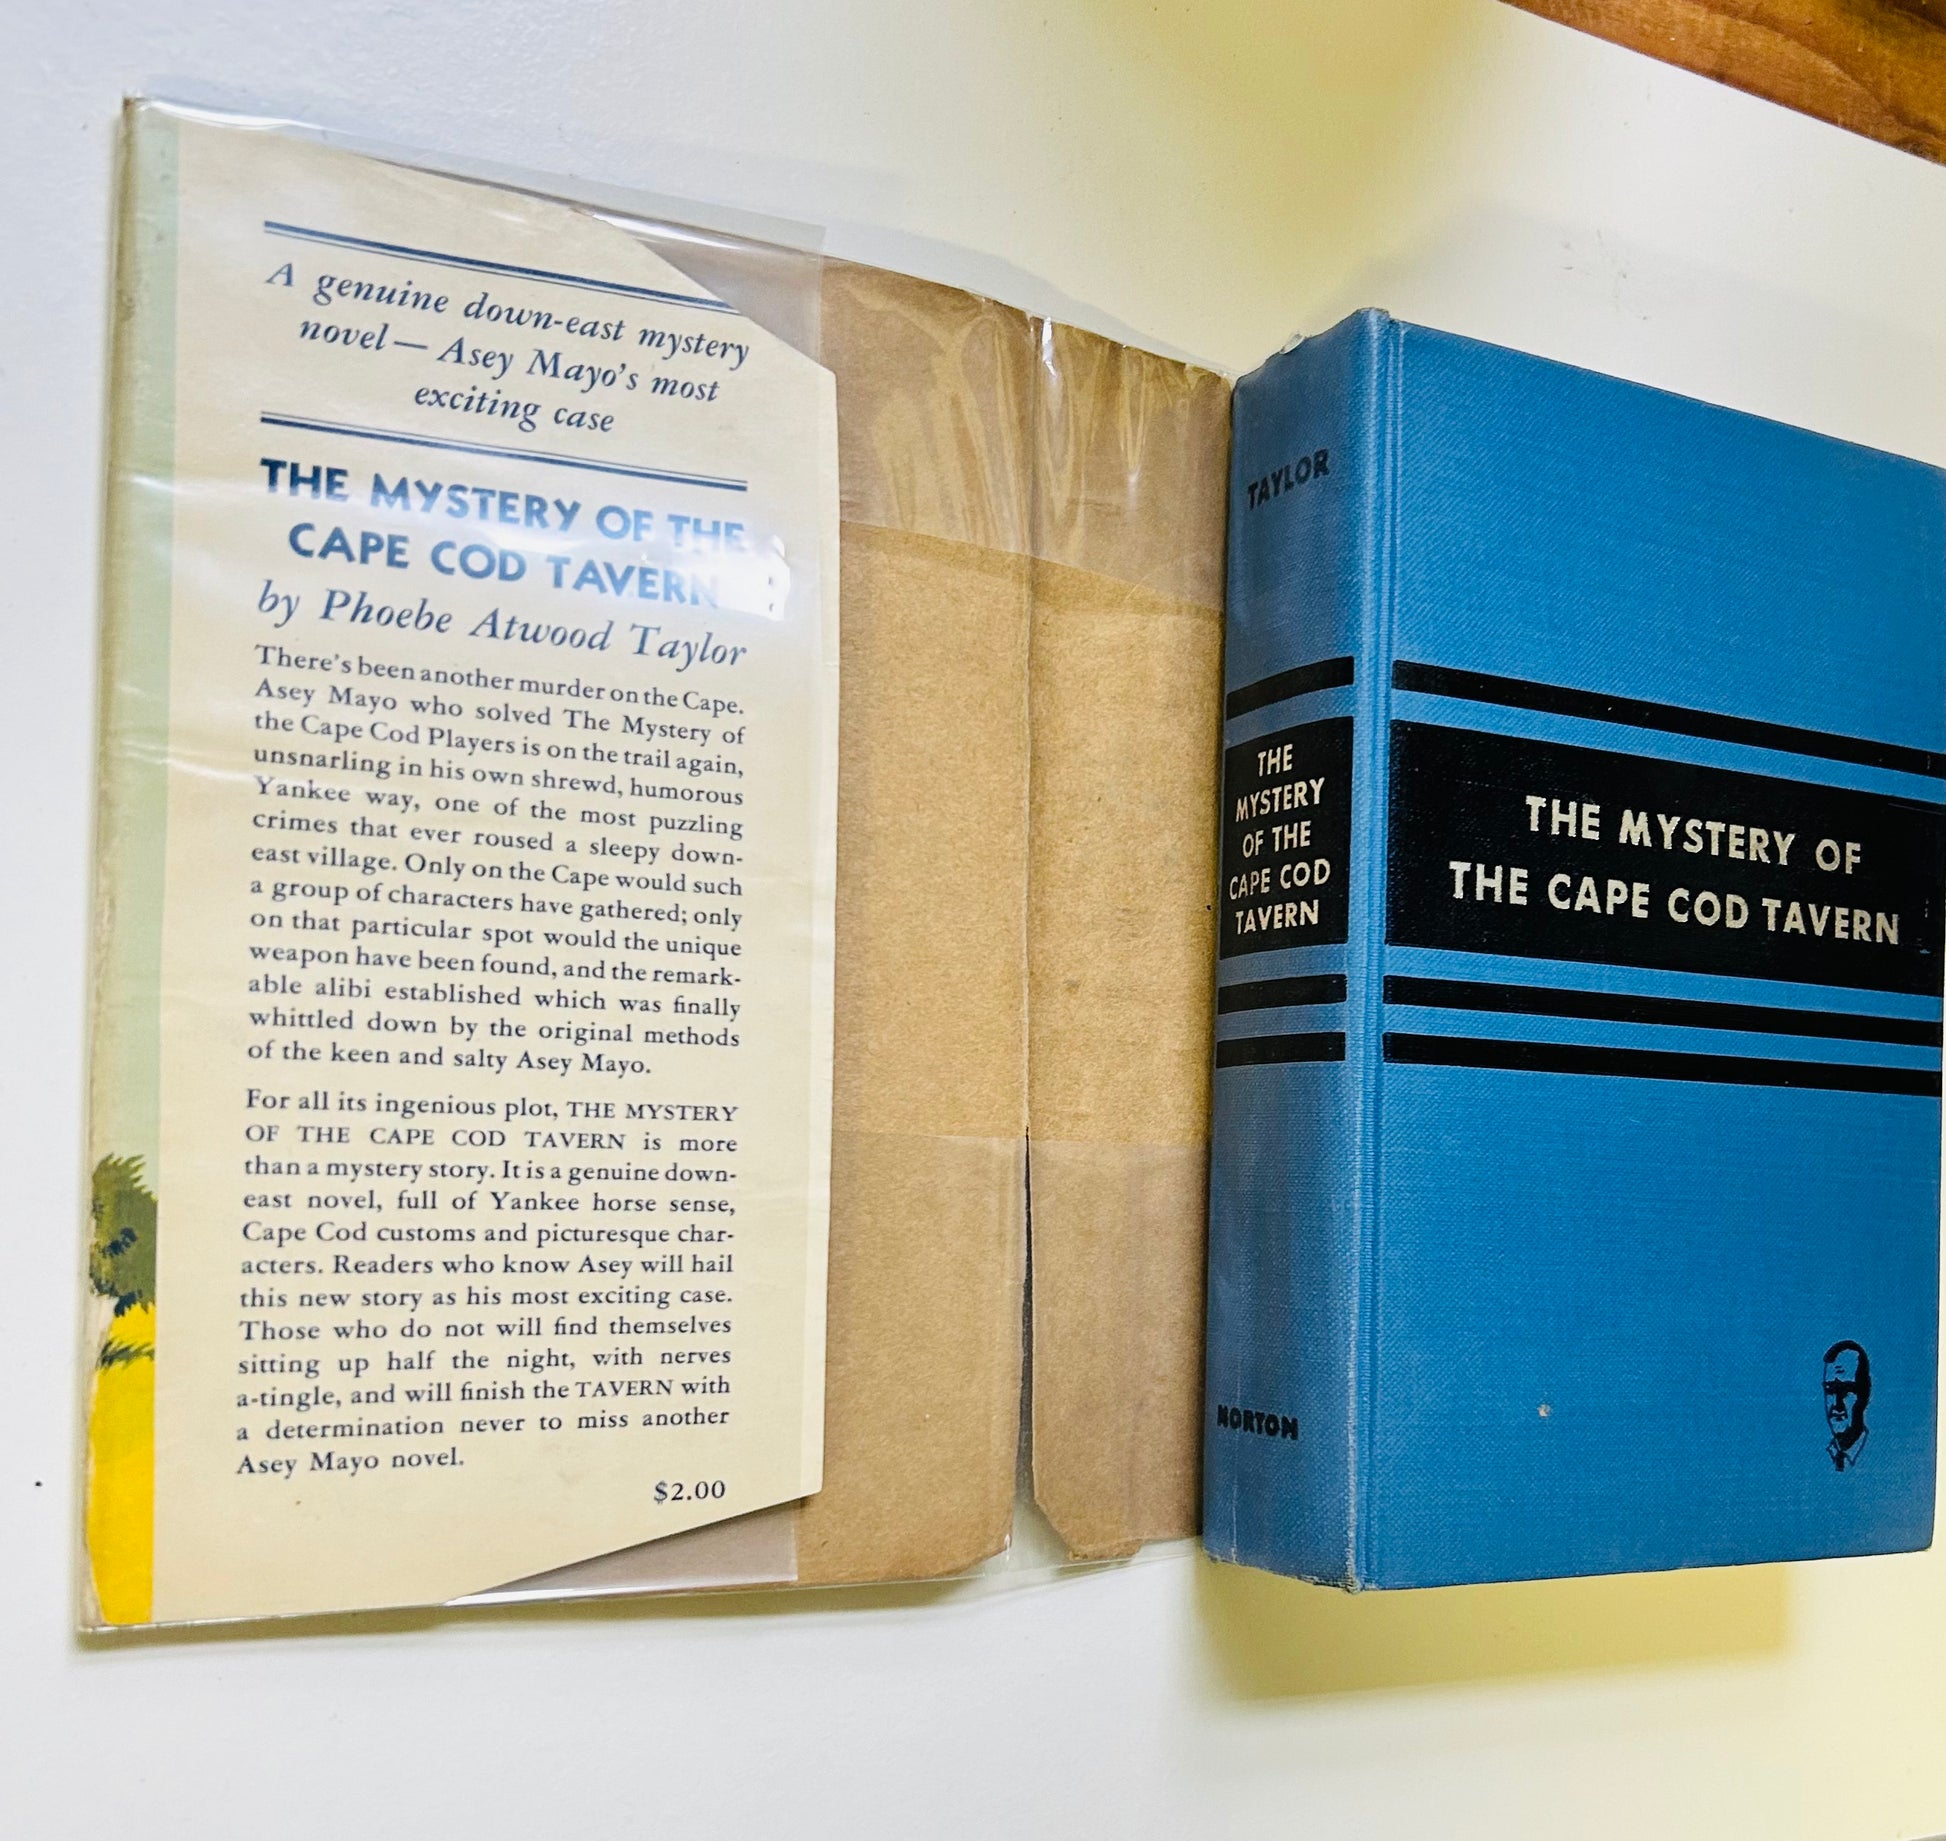 A genuine down-east mystery
novel — Asey Mayo's most
exciting case
THE MYSTERY OF THE
CAPE COD TAVERN
by Phoebe Atwood Taylor
There's been another murder on the Cape.
Asey Mayo who solved The Mystery of
the Cape Cod Players is on the trail again,
unsnarling in his own shrewd, humorous
Yankee way, one of the most puzzling
crimes that ever roused a sleepy down-
east village. Only on the Cape would such
a group of characters have gathered; only
on that particular spot would the unique
weapon have been found, and the remark-
able alibi established which was finally
whittled down by the original methods
of the keen and salty Asey Mayo.
For all its ingenious plot, THE MYSTERY
OF THE CAPE COD TAVERN is more
than a mystery story. It is a genuine down-
east novel, full of Yankee horse sense,
Cape Cod customs and picturesque char-
acters. Readers who know Asey will hail
this new story as his most exciting case.
Those who do not will find themselves
sitting up half the night, with nerves
a-tingle, and will finish the TAVERN with
a determination never to miss another
Asey Mayo novel.
$2.00
TAYLOR
THE
MYSTERY
OF THE
CAPE COD
TAVERN
NORTON
THE MYSTERY OF
THE CAPE COD TAVERN